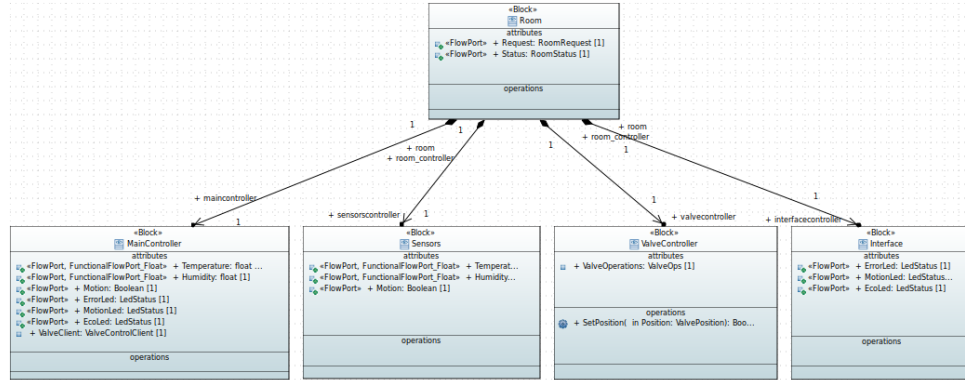 «Block»
Room
attributes
«FlowPort» + Request: RoomRequest [1]
«FlowPort» + Status: RoomStatus [1]
operations
1
1
+ room
+ room_controller
1
+ room
+ room_controller
1
+ maincontroller
1
+ sensorscontroller
1
1
+ valvecontroller
1
+ interfacecontroller
«Block»
MainController
attributes
«FlowPort, FunctionalFlowPort_Float» + Temperature: float ...
«FlowPort, FunctionalFlowPort_Float» + Humidity: float [1]
«FlowPort» + Motion: Boolean [1]
«FlowPort» + ErrorLed: LedStatus [1]
«FlowPort» + MotionLed: LedStatus [1]
«FlowPort» + EcoLed: LedStatus [1]
+ ValveClient: ValveControlClient [1]
operations
«Block»
Sensors
attributes
«FlowPort, FunctionalFlowPort_Float» + Temperat...
«FlowPort, FunctionalFlowPort_Float» + Humidity...
«FlowPort» + Motion: Boolean [1]
operations
«Block»
ValveController
attributes
+ ValveOperations: ValveOps [1]
operations
+ SetPosition( in Position: ValvePosition): Boo...
«Block»
Interface
attributes
«FlowPort» + ErrorLed: LedStatus [1]
«FlowPort» + MotionLed: LedStatus...
«FlowPort» + EcoLed: LedStatus [1]
operations